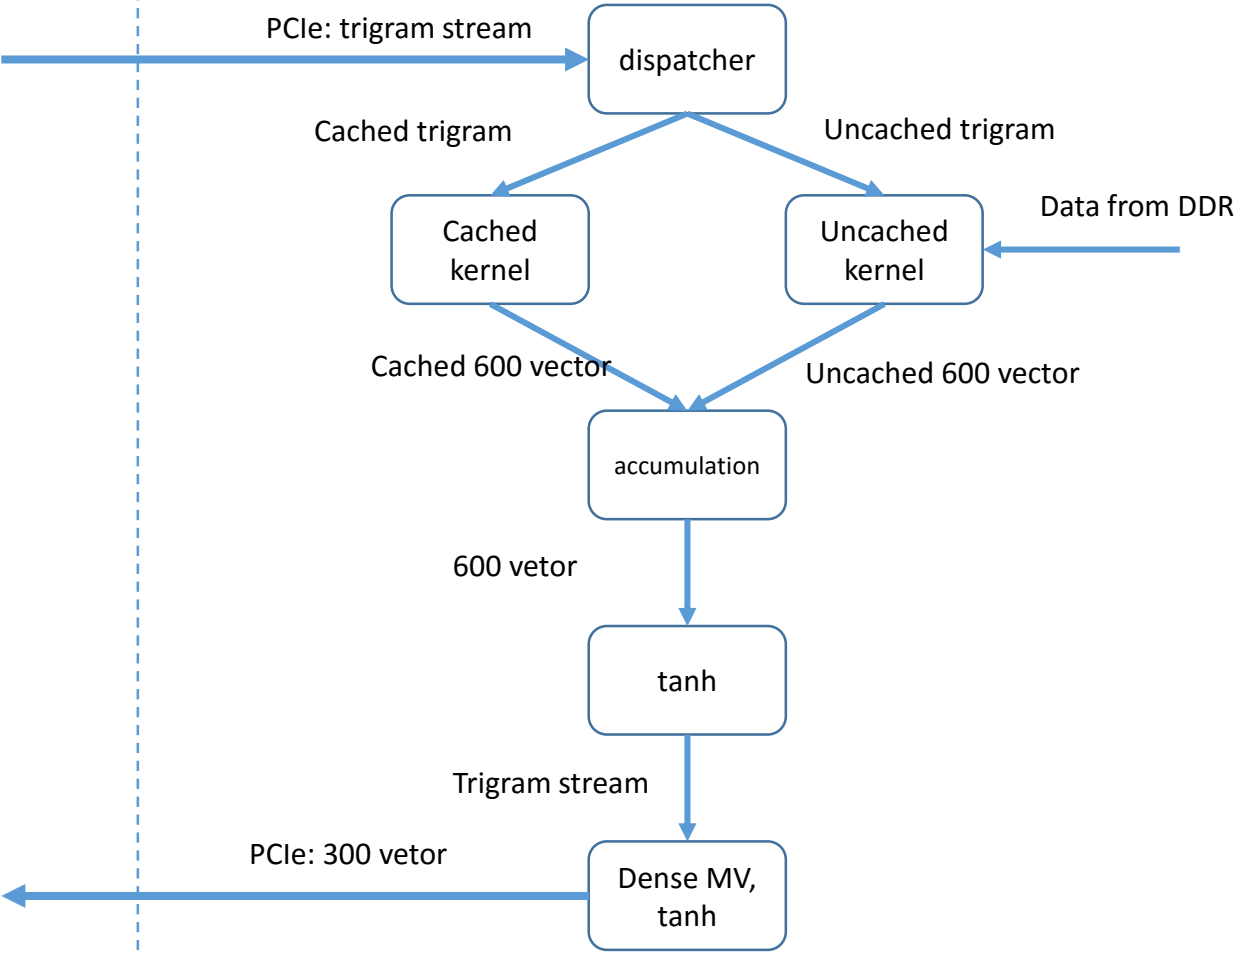 PCIe: trigram stream
dispatcher
Cached trigram
Uncached trigram
Data from DDR
Cached
kernel
Uncached
kernel
Cached 600 vector
Uncached 600 vector
accumulation
600 vetor
tanh
Trigram stream
PCIe: 300 vetor
Dense MV,
tanh